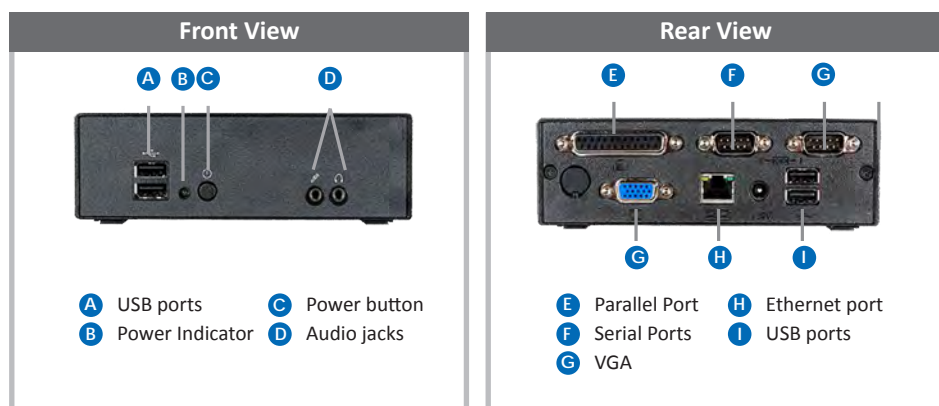 Front View
A B C D
A USB ports C Power button
B Power Indicator D Audio jacks
Rear View
E F G
G H I
E Parallel Port H Ethernet port
F Serial Ports I USB ports
G VGA